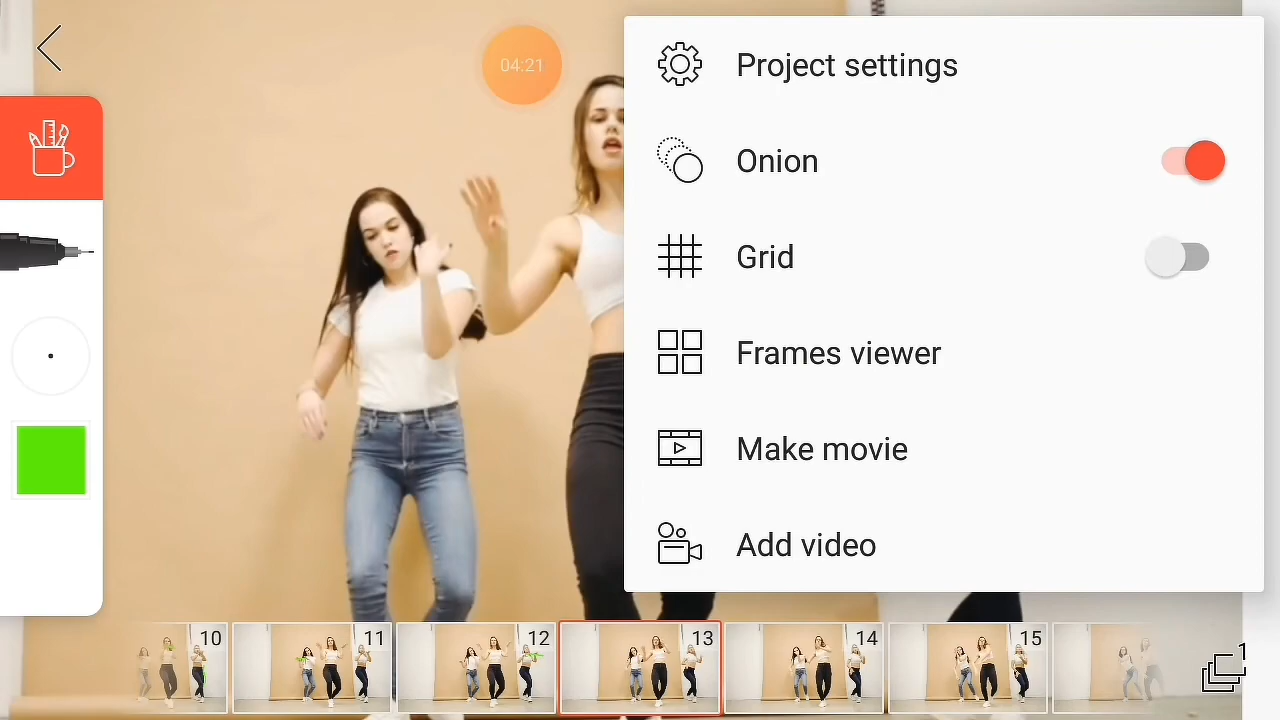 04:21
Project settings
Onion
Grid
Frames viewer
Make movie
Add video
10
11
12
13
14
15
1